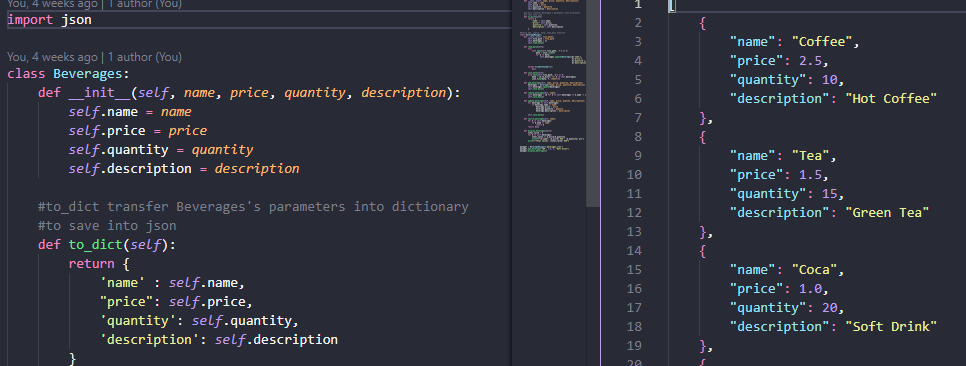 You, 4 weeks ago | 1 author (You)
import json
You, 4 weeks ago | 1 author (You)
class Beverages:
    def __init__(self, name, price, quantity, description):
        self.name = name
        self.price = price
        self.quantity = quantity
        self.description = description
    #to_dict transfer Beverages's parameters into dictionary
    #to save into json
    def to_dict(self):
        return {
            'name' : self.name,
            "price": self.price,
            'quantity': self.quantity,
            'description': self.description
        }
1 [
2     {
3         "name": "Coffee",
4         "price": 2.5,
5         "quantity": 10,
6         "description": "Hot Coffee"
7     },
8     {
9         "name": "Tea",
10         "price": 1.5,
11         "quantity": 15,
12         "description": "Green Tea"
13     },
14     {
15         "name": "Coca",
16         "price": 1.0,
17         "quantity": 20,
18         "description": "Soft Drink"
19     },
20     {